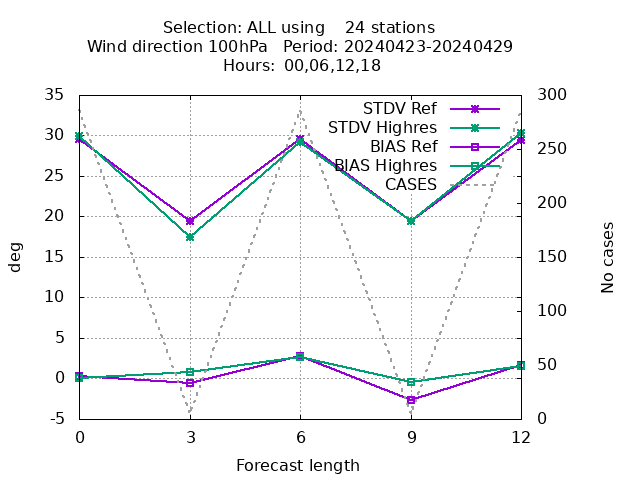 Selection: ALL using    24 stations
Wind direction 100hPa   Period: 20240423-20240429
Hours:  00,06,12,18
35
30
25
20
15
10
5
0
-5
300
250
200
150
100
50
0
STDV Ref
STDV Highres
BIAS Ref
BIAS Highres
CASES
deg
No cases
0
3
6
9
12
Forecast length